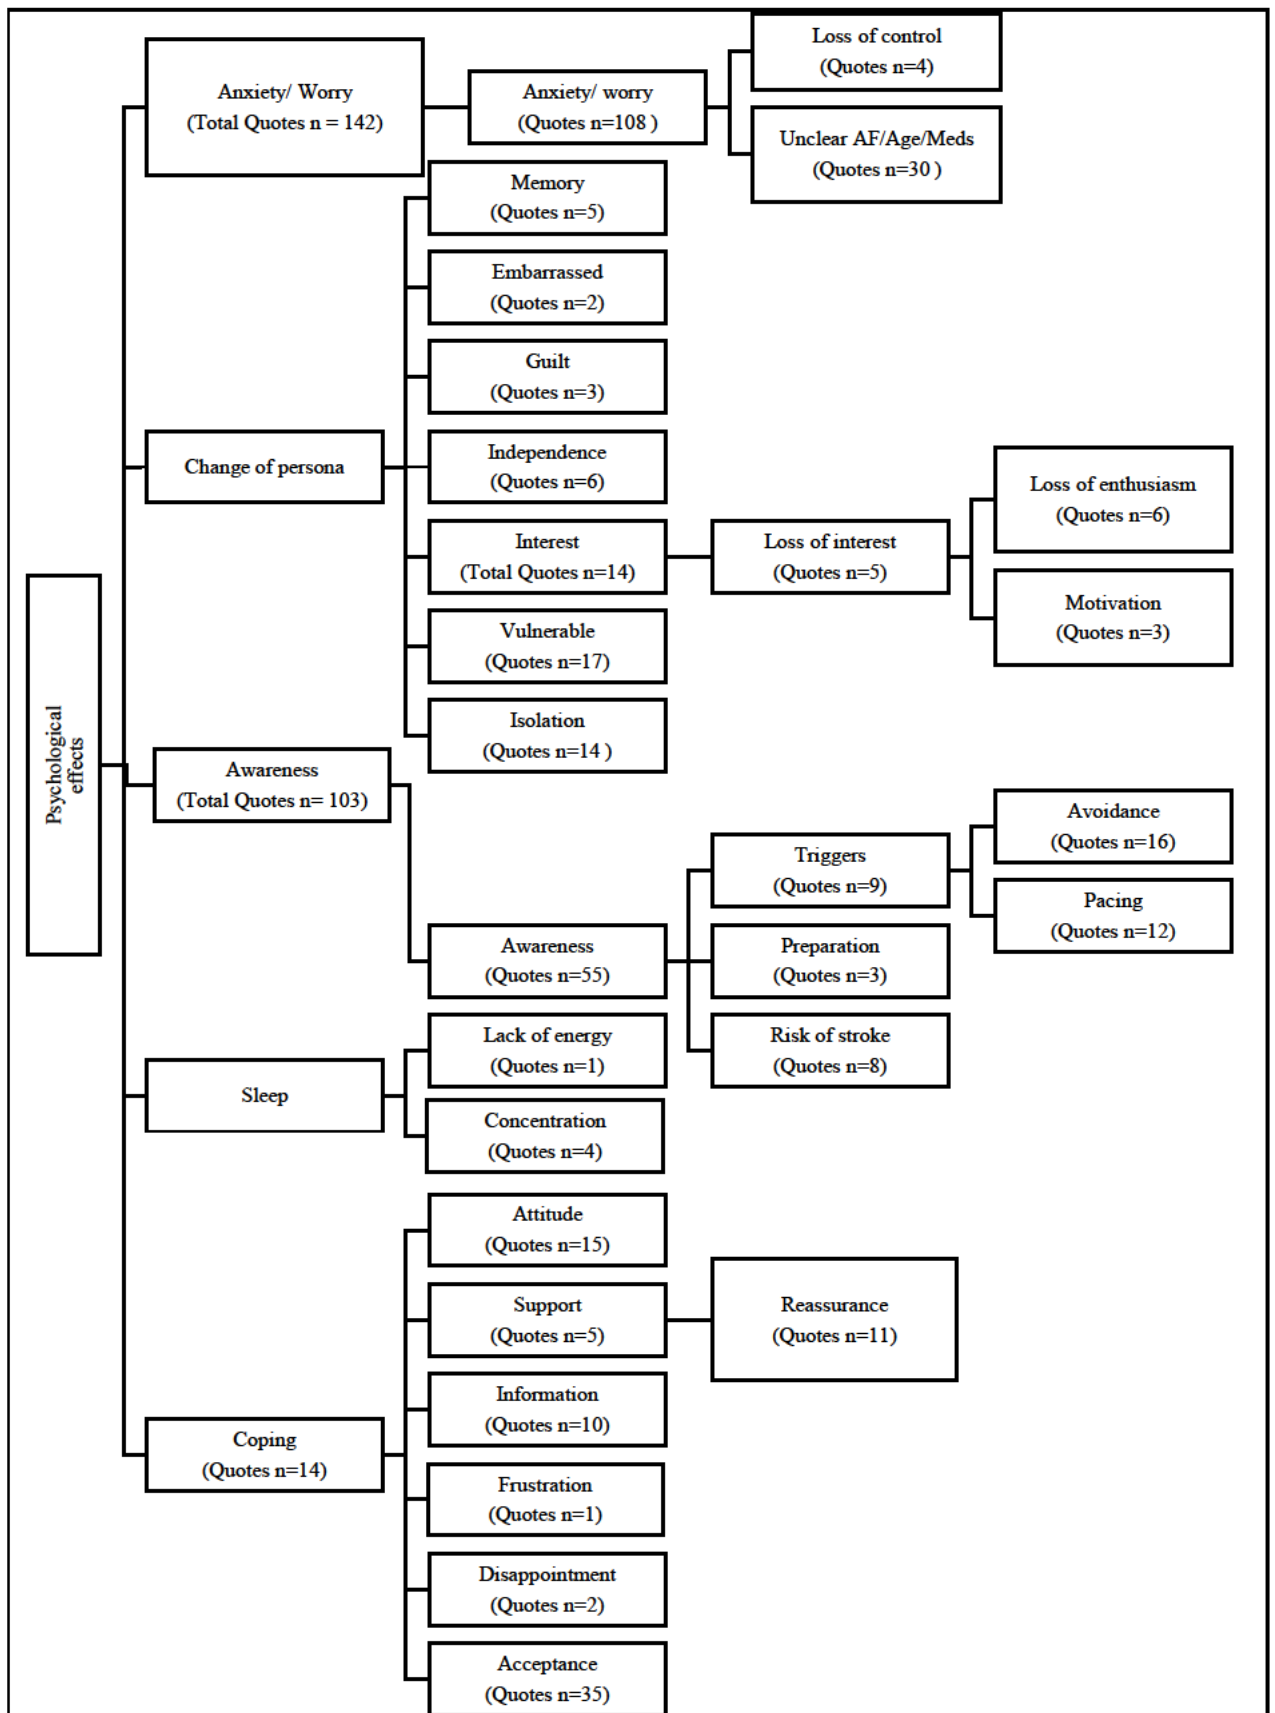 Psychological
effects
Anxiety/ Worry
(Total Quotes n = 142)
Anxiety/ worry
(Quotes n=108 )
Loss of control
(Quotes n=4)
Unclear AF/Age/Meds
(Quotes n=30 )
Change of persona
Memory
(Quotes n=5)
Embarrassed
(Quotes n=2)
Guilt
(Quotes n=3)
Independence
(Quotes n=6)
Interest
(Total Quotes n=14)
Loss of interest
(Quotes n=5)
Loss of enthusiasm
(Quotes n=6)
Motivation
(Quotes n=3)
Vulnerable
(Quotes n=17)
Isolation
(Quotes n=14 )
Awareness
(Total Quotes n= 103)
Awareness
(Quotes n=55)
Triggers
(Quotes n=9)
Avoidance
(Quotes n=16)
Pacing
(Quotes n=12)
Preparation
(Quotes n=3)
Risk of stroke
(Quotes n=8)
Sleep
Lack of energy
(Quotes n=1)
Concentration
(Quotes n=4)
Coping
(Quotes n=14)
Attitude
(Quotes n=15)
Support
(Quotes n=5)
Reassurance
(Quotes n=11)
Information
(Quotes n=10)
Frustration
(Quotes n=1)
Disappointment
(Quotes n=2)
Acceptance
(Quotes n=35)